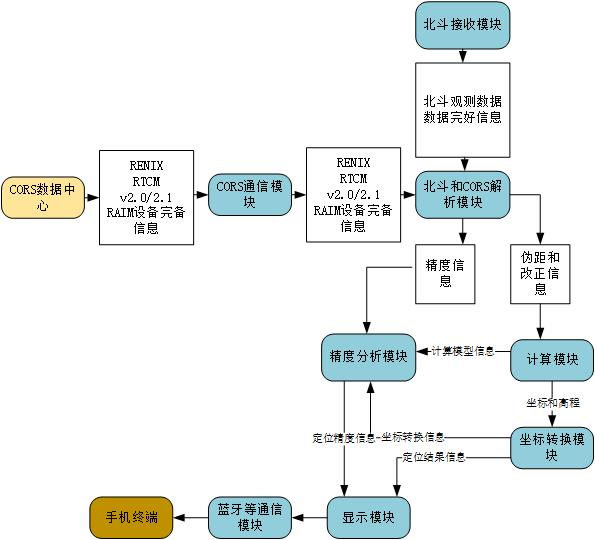 北斗接收模块
北斗观测数据
数据完好信息
CORS数据中
心
RENIX
RTCM
v2.0/2.1
RAIM设备完备
信息
CORS通信模
块
RENIX
RTCM
v2.0/2.1
RAIM设备完备
信息
北斗和CORS解
析模块
精度信
息
伪距和
改正信
息
精度分析模块
计算模型信息
计算模块
坐标和高程
定位精度信息
坐标转换信息
坐标转换模
块
定位结果信息
手机终端
蓝牙等通信
模块
显示模块